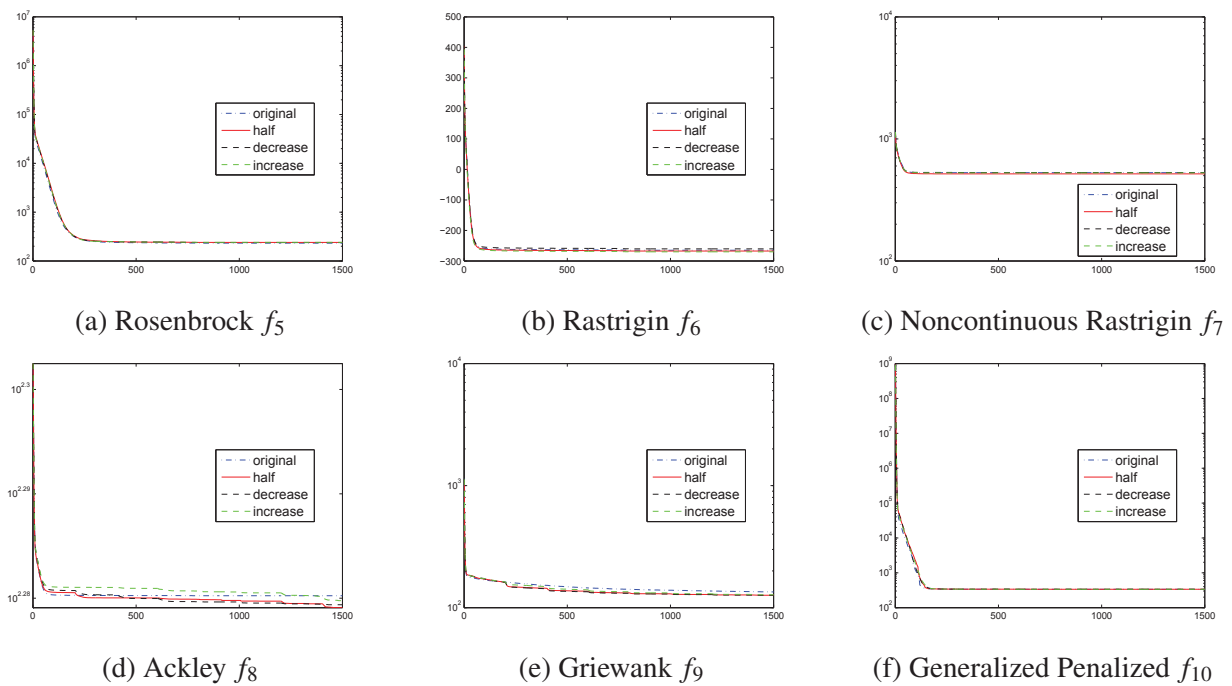 10^7
10^6
10^5
10^4
10^3
10^2
0 500 1000 1500
original
half
decrease
increase
(a) Rosenbrock f_5
500
400
300
200
100
0
−100
−200
−300
0 500 1000 1500
original
half
decrease
increase
(b) Rastrigin f_6
10^4
10^3
10^2
0 500 1000 1500
original
half
decrease
increase
(c) Noncontinuous Rastrigin f_7
10^2.3
10^2.29
10^2.28
0 500 1000 1500
original
half
decrease
increase
(d) Ackley f_8
10^4
10^3
10^2
0 500 1000 1500
original
half
decrease
increase
(e) Griewank f_9
10^9
10^8
10^7
10^6
10^5
10^4
10^3
10^2
0 500 1000 1500
original
half
decrease
increase
(f) Generalized Penalized f_10